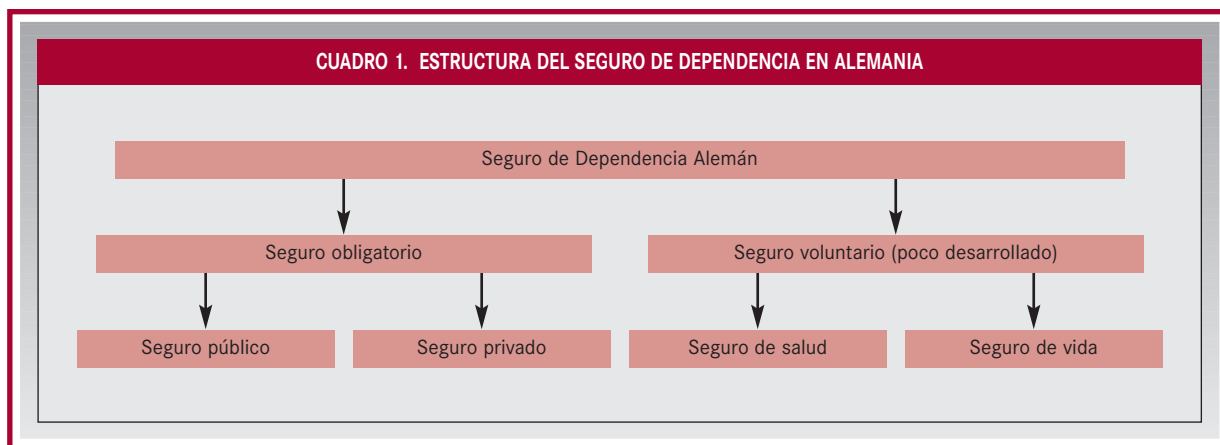 CUADRO 1. ESTRUCTURA DEL SEGURO DE DEPENDENCIA EN ALEMANIA
Seguro de Dependencia Alemán
Seguro obligatorio
Seguro voluntario (poco desarrollado)
Seguro público
Seguro privado
Seguro de salud
Seguro de vida